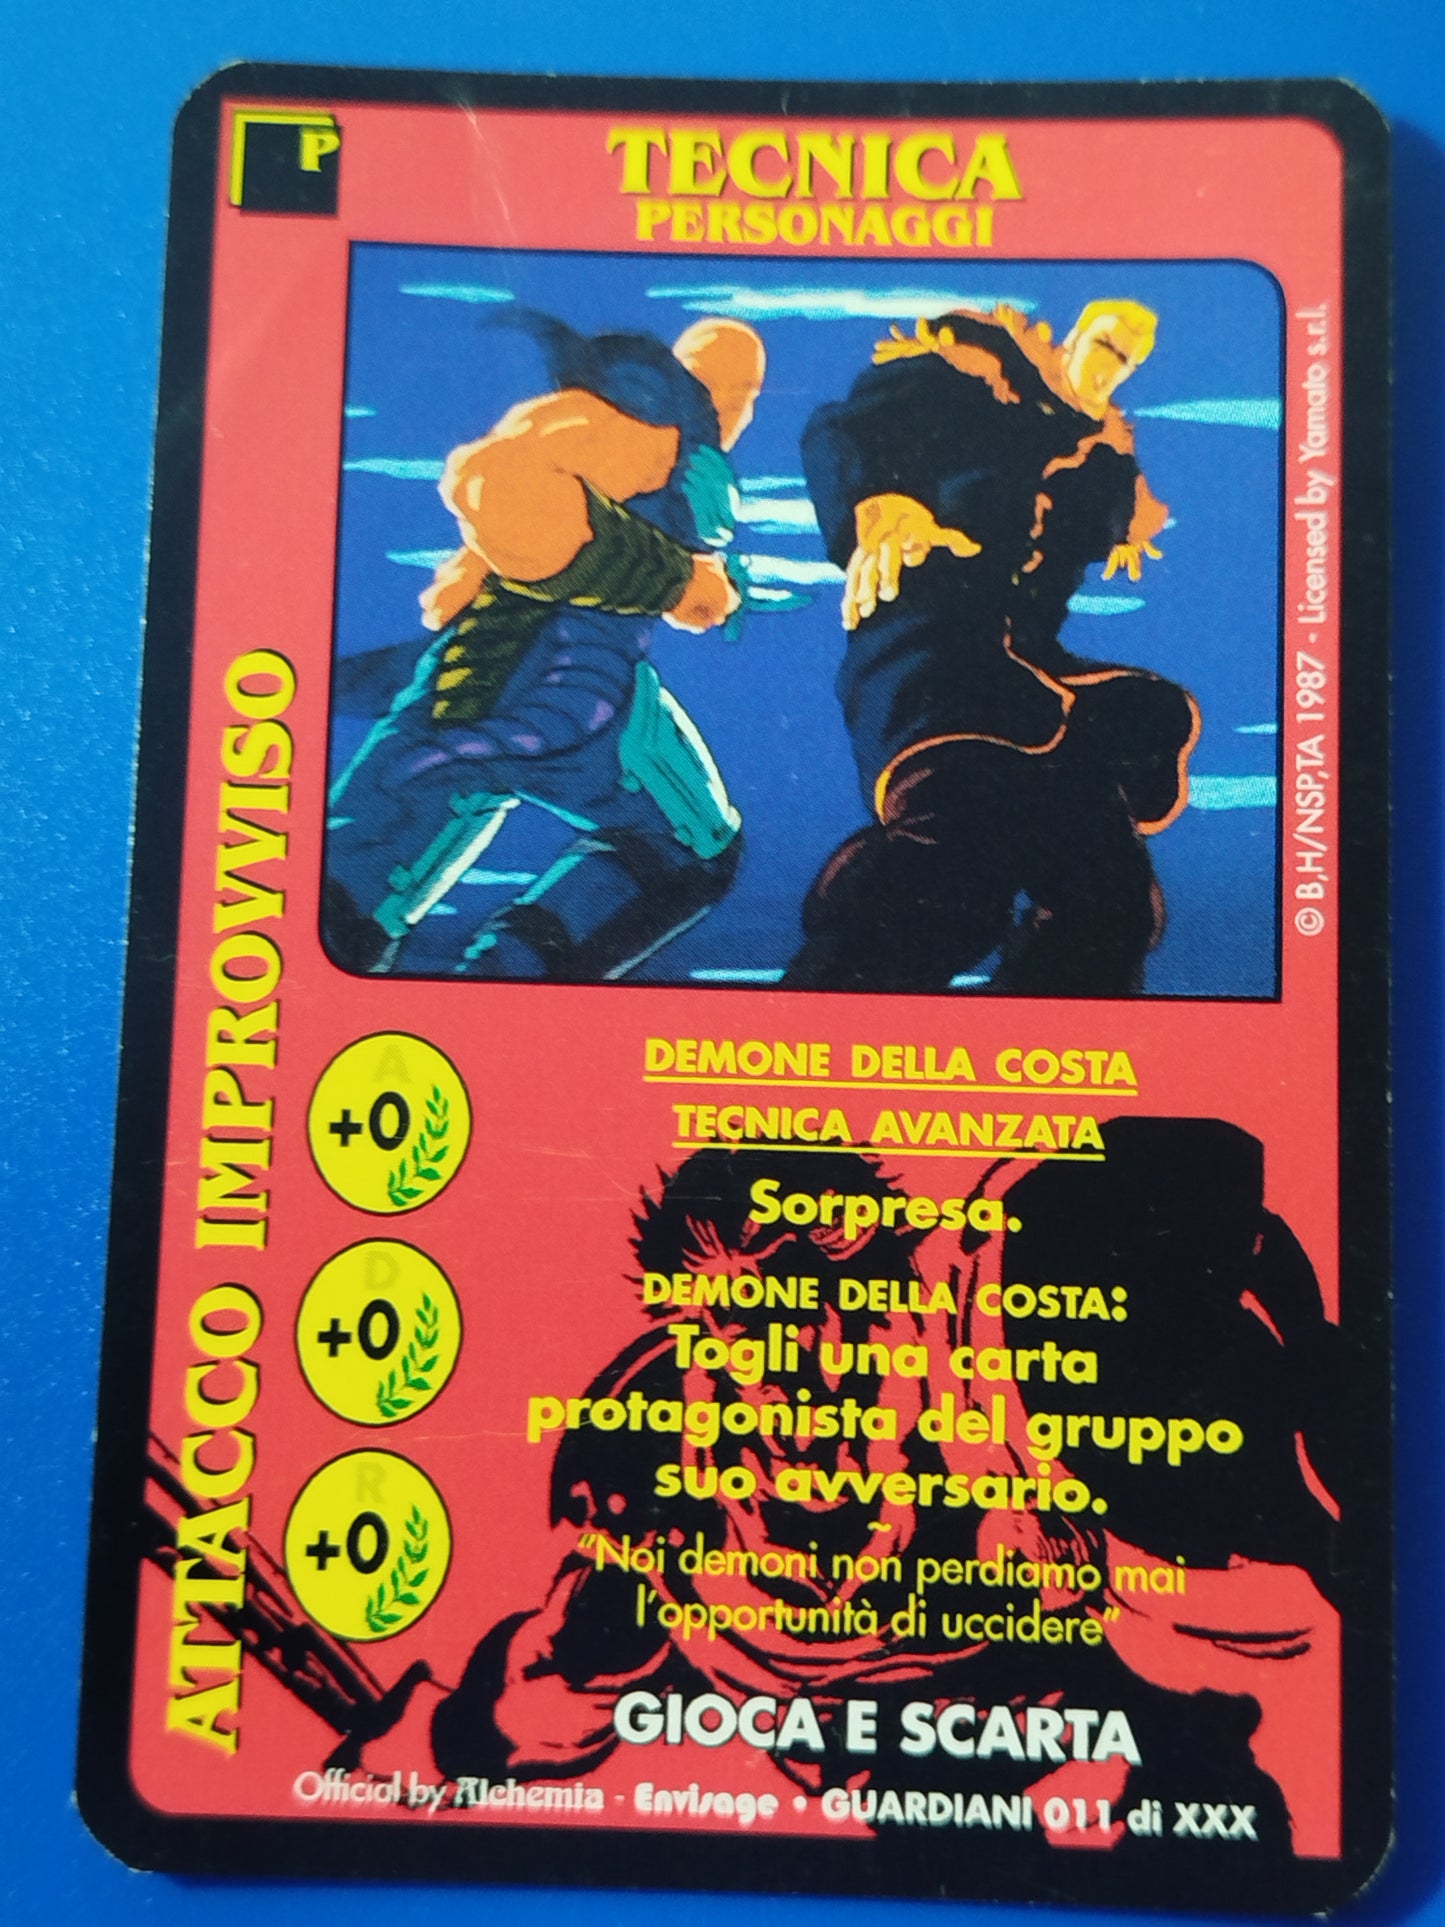 P
TECNICA
PERSONAGGI
© B,H/NSP,TA 1987 - Licensed by Yamato s.r.l.
ATTACCO IMPROVVISO
A
+0
D
+0
R
+0
DEMONE DELLA COSTA
TECNICA AVANZATA
Sorpresa.
DEMONE DELLA COSTA:
Togli una carta
protagonista del gruppo
suo avversario.
~
"Noi demoni non perdiamo mai
l'opportunità di uccidere"
GIOCA E SCARTA
Official by Alchemia - Envisage • GUARDIANI 011 di XXX